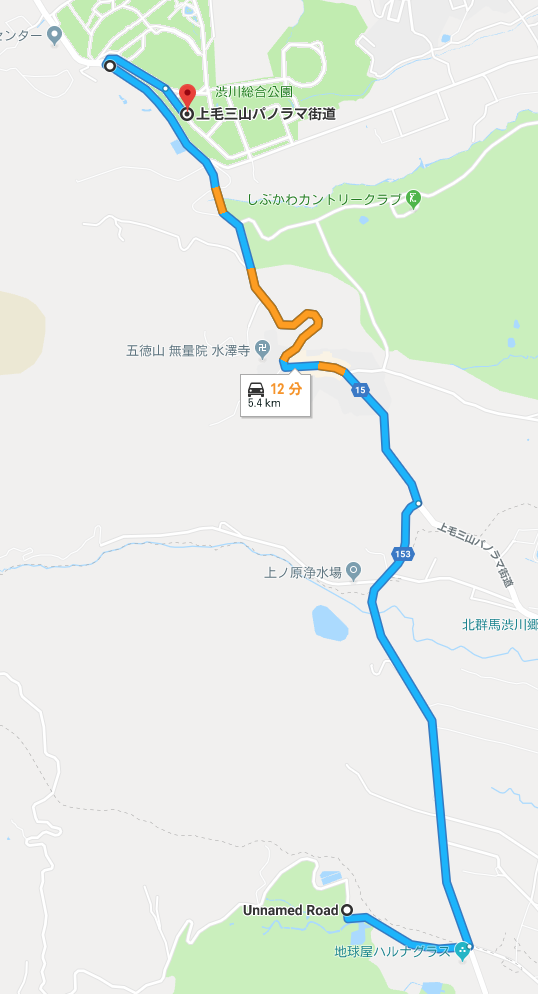 センター
渋川総合公園
上毛三山パノラマ街道
しぶかわカントリークラブ
五徳山 無量院 水澤寺
12 分
5.4 km
15
上毛三山パノラマ街道
153
上ノ原浄水場
北群馬渋川郷
Unnamed Road
地球屋ハルナグラス